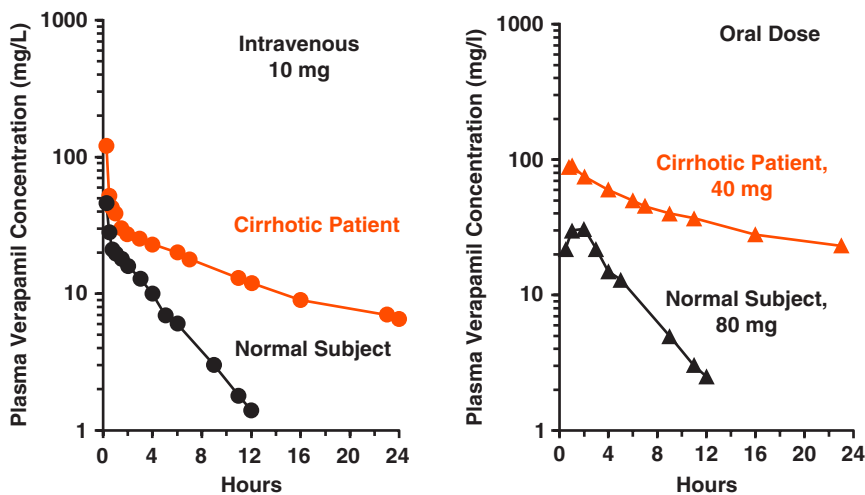 Plasma Verapamil Concentration (mg/L)
1000
100
10
1
Intravenous
10 mg
Cirrhotic Patient
Normal Subject
0 4 8 12 16 20 24
Hours
Plasma Verapamil Concentration (mg/l)
1000
100
10
1
Oral Dose
Cirrhotic Patient,
40 mg
Normal Subject,
80 mg
0 4 8 12 16 20 24
Hours